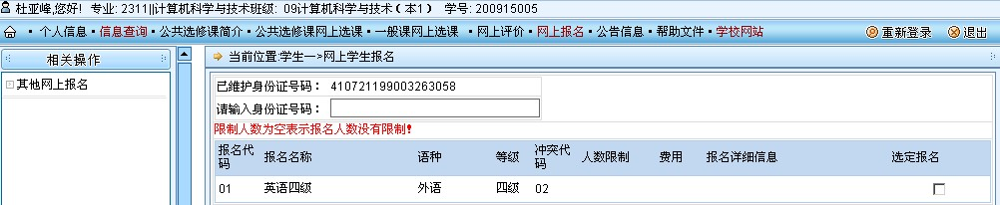 杜亚峰,您好! 专业: 2311||计算机科学与技术班级: 09计算机科学与技术（本1） 学号: 200915005
· 个人信息 · 信息查询 · 公共选修课简介 · 公共选修课网上选课 · 一般课网上选课 · 网上评价 · 网上报名 · 公告信息 · 帮助文件 · 学校网站 重新登录 退出
相关操作 当前位置:学生—>网上学生报名
其他网上报名
已维护身份证号码： 410721199003263058
请输入身份证号码：
限制人数为空表示报名人数没有限制!
报名代码 报名名称 语种 等级 冲突代码 人数限制 费用 报名详细信息 选定报名
01 英语四级 外语 四级 02